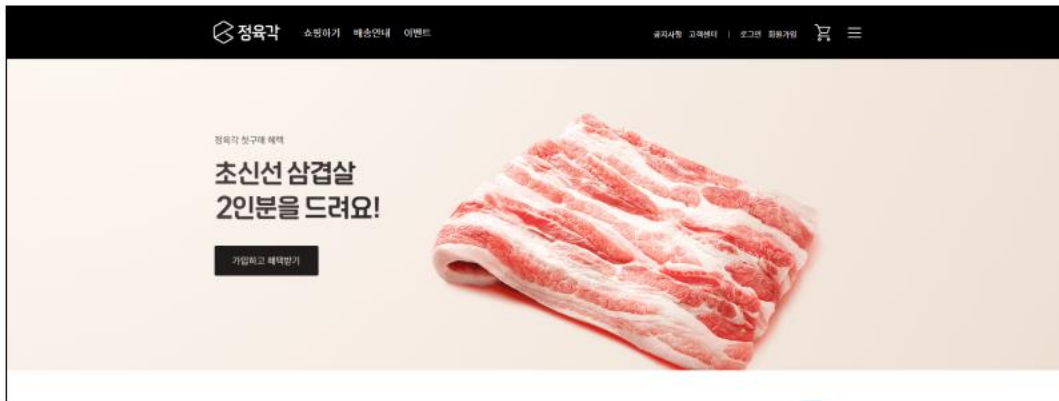 정육각 쇼핑하기 배송안내 이벤트 공지사항 고객센터 | 로그인 회원가입
정육각 첫구매 혜택
초신선 삼겹살
2인분을 드려요!
가입하고 혜택받기